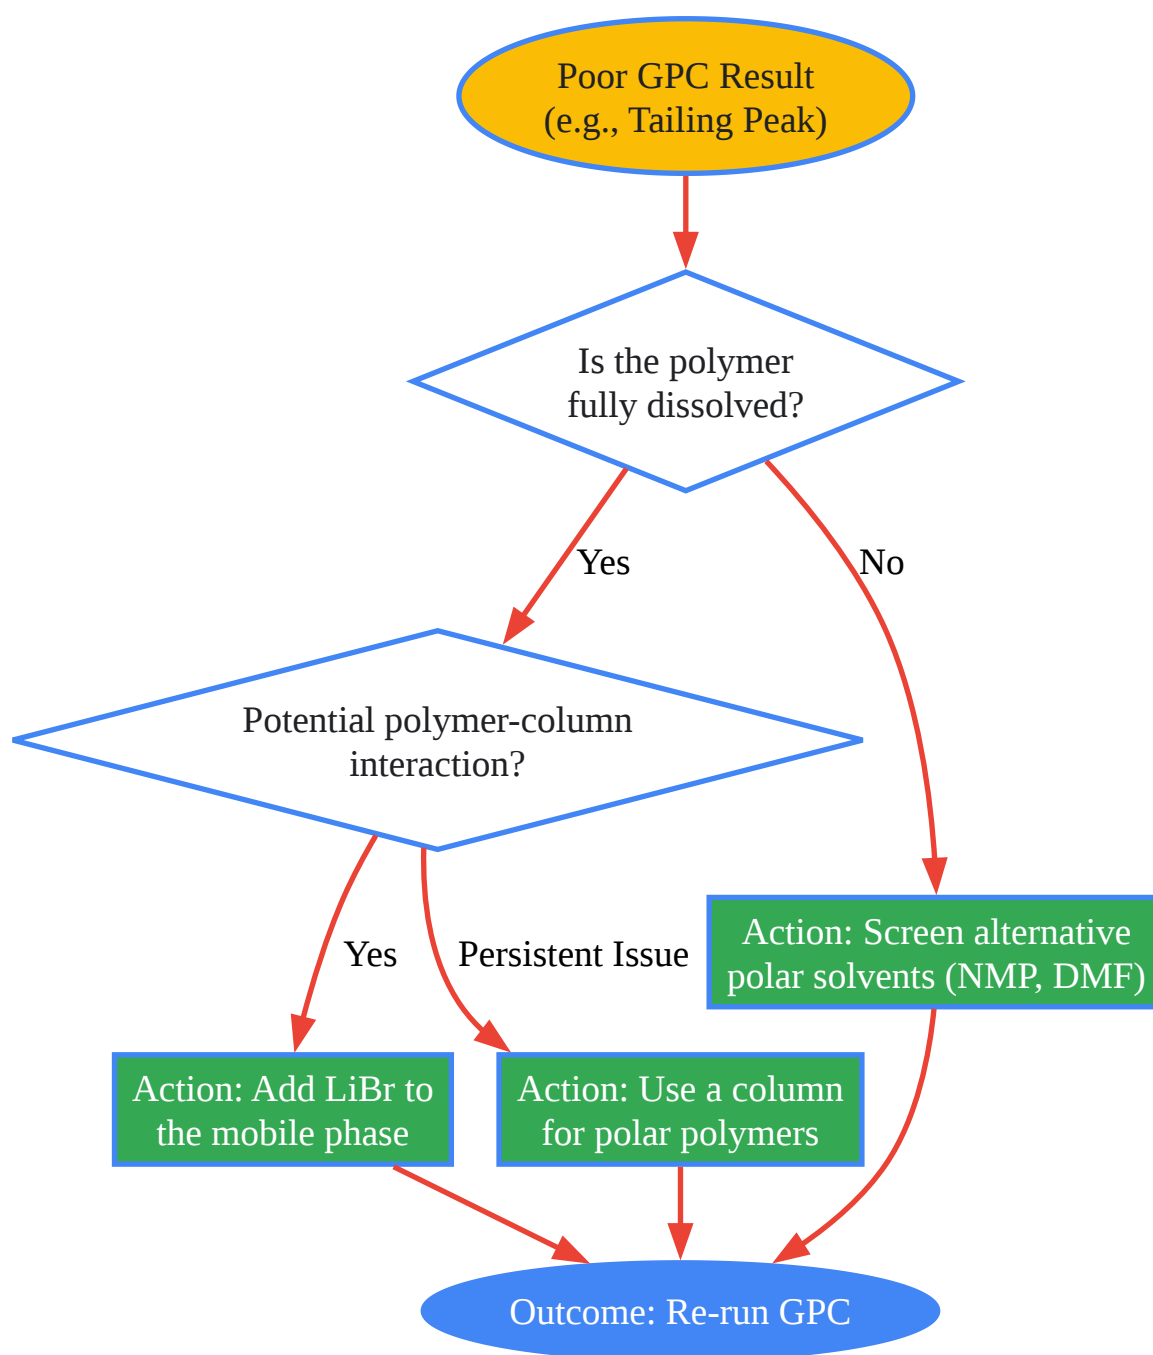 Poor GPC Result
(e.g., Tailing Peak)
Is the polymer
fully dissolved?
Yes
No
Potential polymer-column
interaction?
Yes
Persistent Issue
Action: Screen alternative
polar solvents (NMP, DMF)
Action: Add LiBr to
the mobile phase
Action: Use a column
for polar polymers
Outcome: Re-run GPC